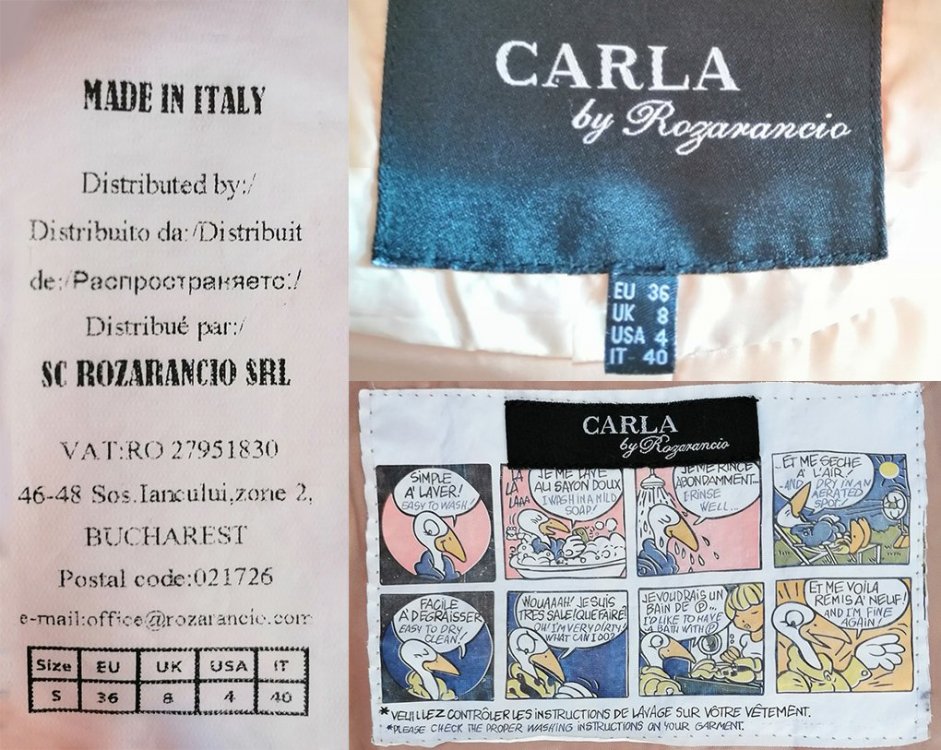 MADE IN ITALY
Distributed by:/
Distribuito da:/Distribuit
de:/Распространяетс:/
Distribué par:/
SC ROZARANCIO SRL
VAT:RO 27951830
46-48 Sos.Iancului,zone 2,
BUCHAREST
Postal code:021726
e-mail:office@rozarancio.com
Size EU UK USA IT
S 36 8 4 40
CARLA
by Rozarancio
EU 36
UK 8
USA 4
IT 40
CARLA
by Rozarancio
SIMPLE
A' LAVER!
EASY TO WASH!
LA
LA
LAAA
JE ME LAVE
AU SAVON DOUX
I WASH IN A MILD
SOAP!
JE ME RINCE
ABONDAMMENT...
I RINSE
WELL...
...ET ME SECHE
A' L'AIR!
AND I DRY IN AN
AERATED
SPOT...
FACILE
A' DEGRAISSER
EASY TO DRY
CLEAN!
WOUAAAH! JE SUIS
TRES SALE! QUE FAIRE?
OH! I'M VERY DIRTY
WHAT CAN I DO?
JE VOUDRAIS UN
BAIN DE P...
I'D LIKE TO HAVE
A BATH WITH P
ET ME VOILA
REMIS A' NEUF!
AND I'M FINE
AGAIN!
*VEUILLEZ CONTRÔLER LES INSTRUCTIONS DE LAVAGE SUR VÔTRE VÊTEMENT.
*PLEASE CHECK THE PROPER WASHING INSTRUCTIONS ON YOUR GARMENT.